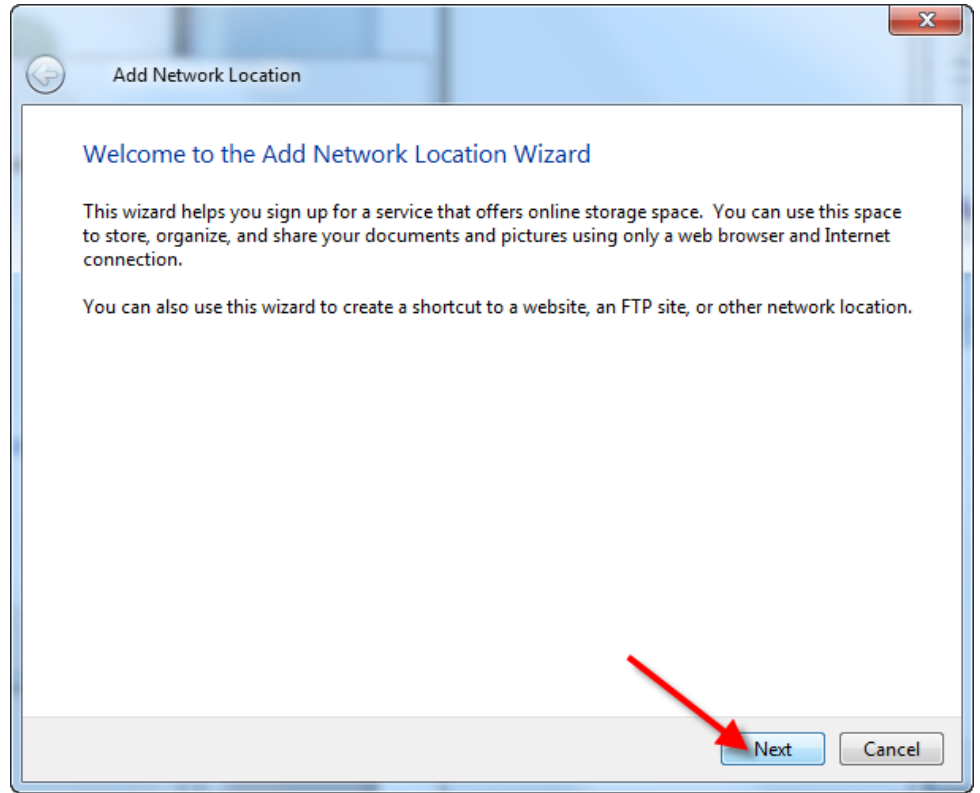 Add Network Location
Welcome to the Add Network Location Wizard
This wizard helps you sign up for a service that offers online storage space.  You can use this space
to store, organize, and share your documents and pictures using only a web browser and Internet
connection.
You can also use this wizard to create a shortcut to a website, an FTP site, or other network location.
Next
Cancel